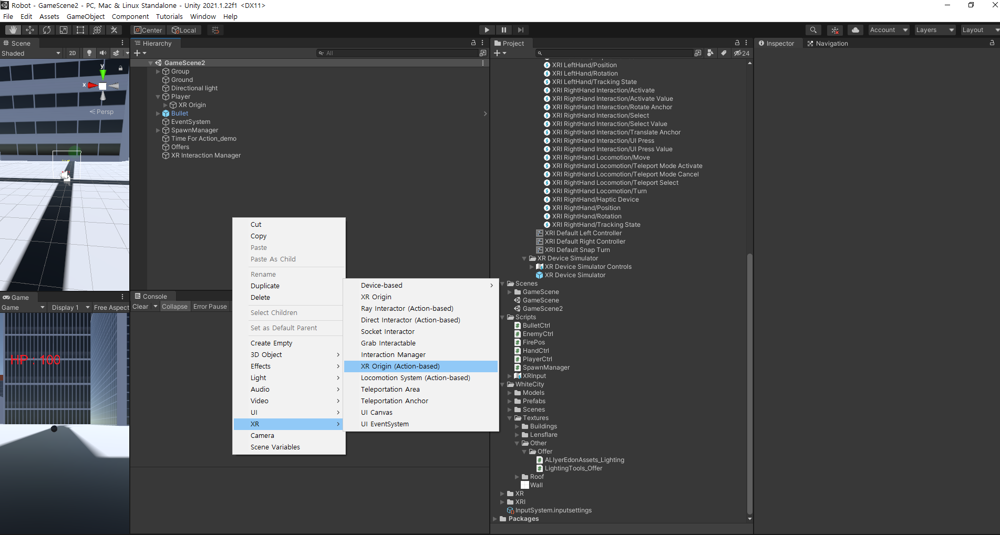 Robot - GameScene2 - PC, Mac & Linux Standalone - Unity 2021.1.22f1 <DX11>
File Edit Assets GameObject Component Tutorials Window Help
Center Local Account Layers Layout
Scene
Shaded 2D
y
x
Persp
Hierarchy
All
GameScene2
Group
Ground
Directional light
Player
XR Origin
Bullet
EventSystem
SpawnManager
Time For Action_demo
Offers
XR Interaction Manager
Game
Game Display 1 Free Aspect
HP : 100
Console
Clear Collapse Error Pause
Cut
Copy
Paste
Paste As Child
Rename
Duplicate
Delete
Select Children
Set as Default Parent
Create Empty
3D Object
Effects
Light
Audio
Video
UI
XR
Camera
Scene Variables
Device-based
XR Origin
Ray Interactor (Action-based)
Direct Interactor (Action-based)
Socket Interactor
Grab Interactable
Interaction Manager
XR Origin (Action-based)
Locomotion System (Action-based)
Teleportation Area
Teleportation Anchor
UI Canvas
UI EventSystem
Project
24
XRI LeftHand/Position
XRI LeftHand/Rotation
XRI LeftHand/Tracking State
XRI RightHand Interaction/Activate
XRI RightHand Interaction/Activate Value
XRI RightHand Interaction/Rotate Anchor
XRI RightHand Interaction/Select
XRI RightHand Interaction/Select Value
XRI RightHand Interaction/Translate Anchor
XRI RightHand Interaction/UI Press
XRI RightHand Interaction/UI Press Value
XRI RightHand Locomotion/Move
XRI RightHand Locomotion/Teleport Mode Activate
XRI RightHand Locomotion/Teleport Mode Cancel
XRI RightHand Locomotion/Teleport Select
XRI RightHand Locomotion/Turn
XRI RightHand/Haptic Device
XRI RightHand/Position
XRI RightHand/Rotation
XRI RightHand/Tracking State
XRI Default Left Controller
XRI Default Right Controller
XRI Default Snap Turn
XR Device Simulator
XR Device Simulator Controls
XR Device Simulator
Scenes
GameScene
GameScene
GameScene2
Scripts
BulletCtrl
EnemyCtrl
FirePos
HandCtrl
PlayerCtrl
SpawnManager
XRInput
WhiteCity
Models
Prefabs
Scenes
Textures
Buildings
Lensflare
Other
Offer
ALIyerEdonAssets_Lighting
LightingTools_Offer
Roof
Wall
XR
XRI
InputSystem.inputsettings
Packages
Inspector Navigation